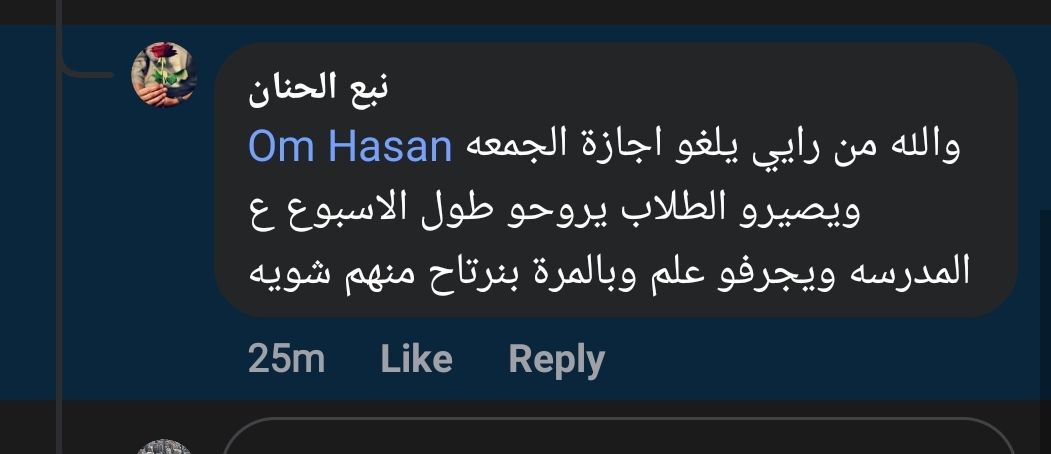 نبع الحنان
Om Hasan والله من رايي يلغو اجازة الجمعه
ويصيرو الطلاب يروحو طول الاسبوع ع
المدرسه ويجرفو علم وبالمرة بنرتاح منهم شويه
25m Like Reply